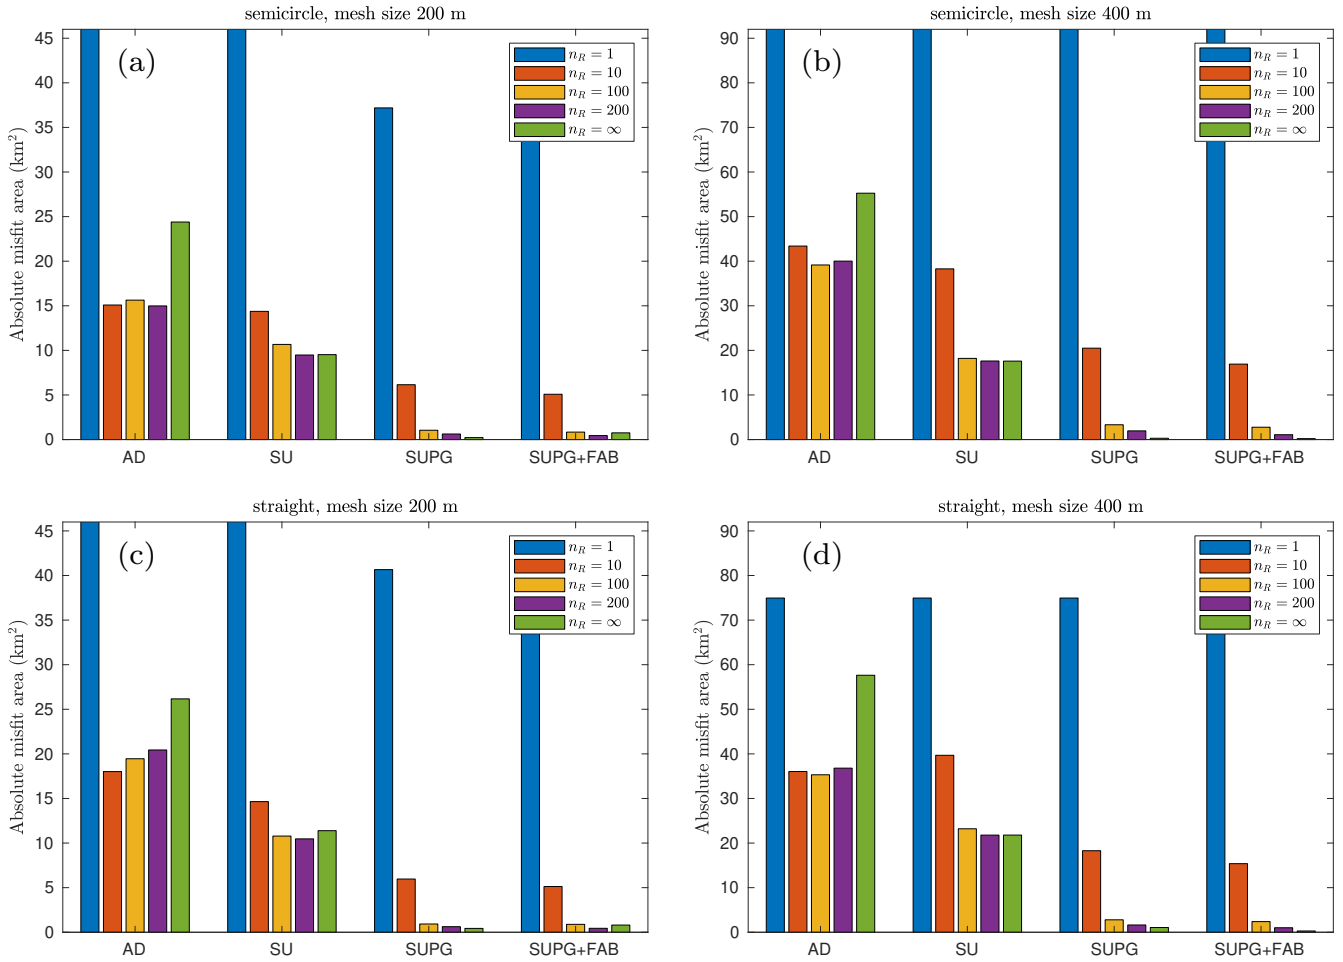 semicircle, mesh size 200 m
(a)
n_R = 1
n_R = 10
n_R = 100
n_R = 200
n_R = ∞
Absolute misfit area (km²)
45
40
35
30
25
20
15
10
5
0
AD SU SUPG SUPG+FAB
semicircle, mesh size 400 m
(b)
n_R = 1
n_R = 10
n_R = 100
n_R = 200
n_R = ∞
Absolute misfit area (km²)
90
80
70
60
50
40
30
20
10
0
AD SU SUPG SUPG+FAB
straight, mesh size 200 m
(c)
n_R = 1
n_R = 10
n_R = 100
n_R = 200
n_R = ∞
Absolute misfit area (km²)
45
40
35
30
25
20
15
10
5
0
AD SU SUPG SUPG+FAB
straight, mesh size 400 m
(d)
n_R = 1
n_R = 10
n_R = 100
n_R = 200
n_R = ∞
Absolute misfit area (km²)
90
80
70
60
50
40
30
20
10
0
AD SU SUPG SUPG+FAB